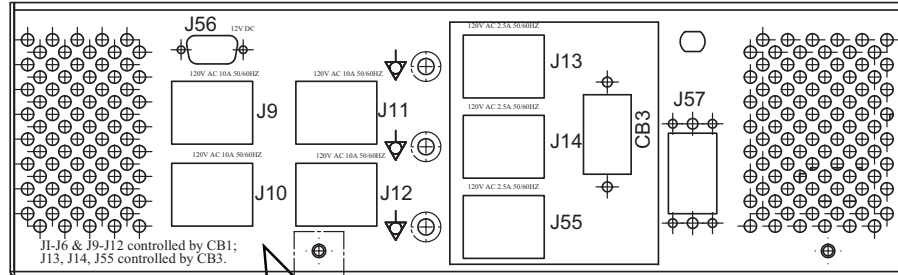 J56
12V DC
120V AC 10A 50/60HZ
J9
120V AC 10A 50/60HZ
J11
J10
120V AC 10A 50/60HZ
J12
120V AC 10A 50/60HZ
120V AC 2.5A 50/60HZ
J13
120V AC 2.5A 50/60HZ
J14
120V AC 2.5A 50/60HZ
J55
CB3
J57
JI-J6 & J9-J12 controlled by CB1;
J13, J14, J55 controlled by CB3.